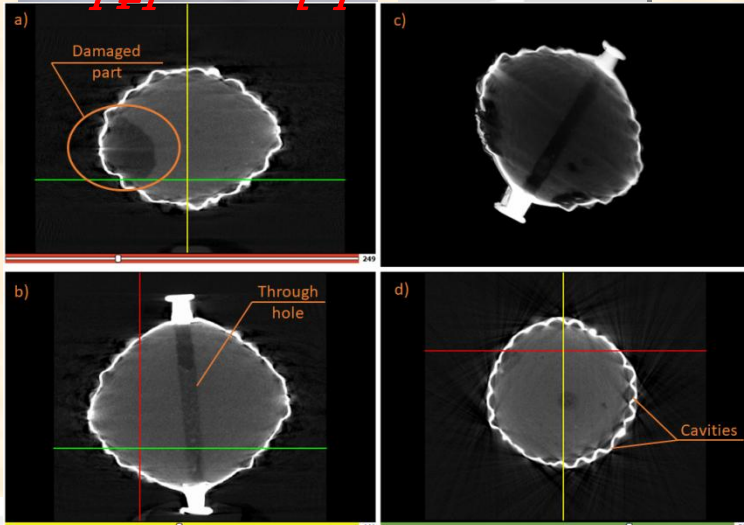 a)
Damaged
part
249
c)
b)
Through
hole
d)
Cavities